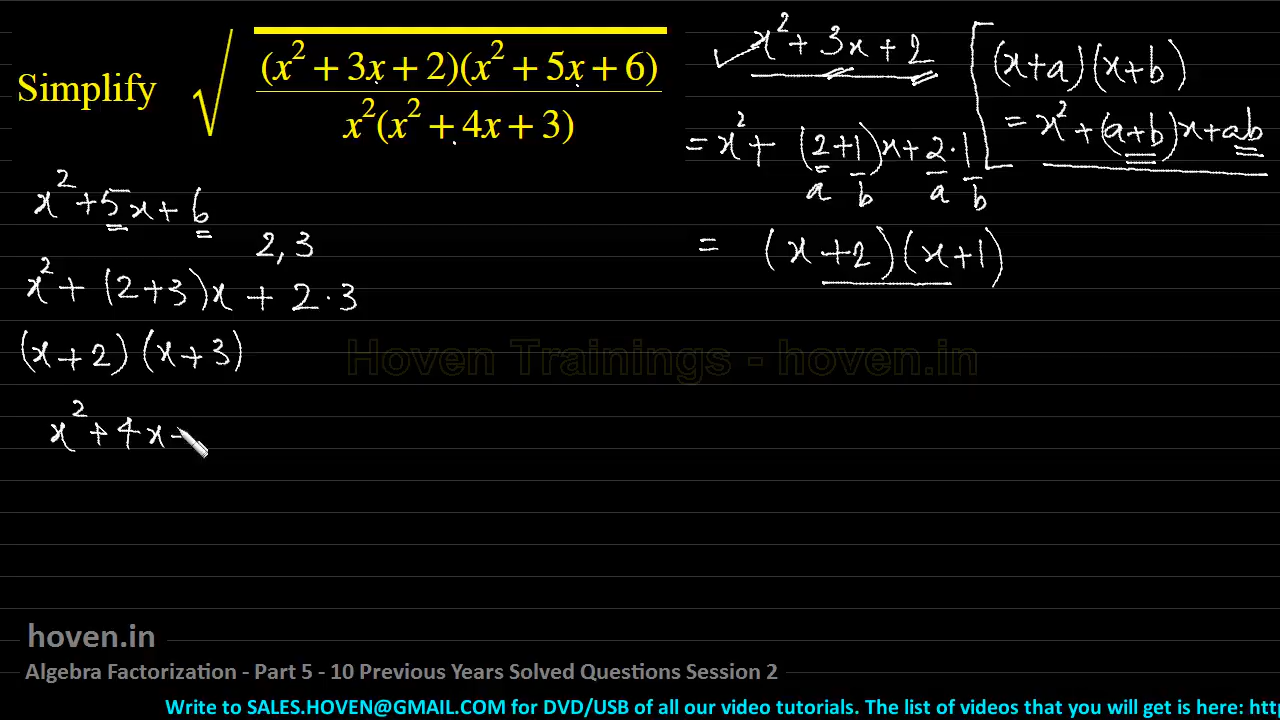 Simplify √((x²+3x+2)(x²+5x+6) / x²(x²+4x+3))
x²+3x+2
= x²+ (2+1)x+2·1
a b a b
= (x+2)(x+1)
(x+a)(x+b)
= x²+(a+b)x+ab
x²+5x+6
2,3
x²+(2+3)x+2·3
(x+2)(x+3)
x²+4x-
Hoven Trainings - hoven.in
hoven.in
Algebra Factorization - Part 5 - 10 Previous Years Solved Questions Session 2
Write to SALES.HOVEN@GMAIL.COM for DVD/USB of all our video tutorials. The list of videos that you will get is here: htt